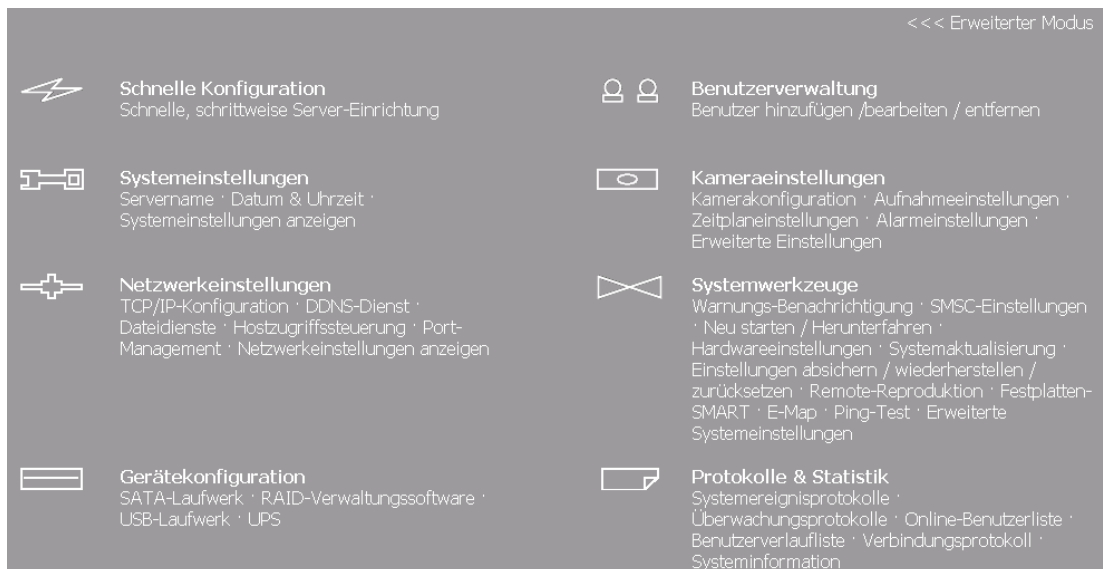 <<< Erweiterter Modus
Schnelle Konfiguration
Schnelle, schrittweise Server-Einrichtung
Benutzerverwaltung
Benutzer hinzufügen /bearbeiten / entfernen
Systemeinstellungen
Servername · Datum & Uhrzeit ·
Systemeinstellungen anzeigen
Kameraeinstellungen
Kamerakonfiguration · Aufnahmeeinstellungen ·
Zeitplaneinstellungen · Alarmeinstellungen ·
Erweiterte Einstellungen
Netzwerkeinstellungen
TCP/IP-Konfiguration · DDNS-Dienst ·
Dateidienste · Hostzugriffssteuerung · Port-
Management · Netzwerkeinstellungen anzeigen
Systemwerkzeuge
Warnungs-Benachrichtigung · SMSC-Einstellungen
· Neu starten / Herunterfahren ·
Hardwareeinstellungen · Systemaktualisierung ·
Einstellungen absichern / wiederherstellen /
zurücksetzen · Remote-Reproduktion · Festplatten-
SMART · E-Map · Ping-Test · Erweiterte
Systemeinstellungen
Gerätekonfiguration
SATA-Laufwerk · RAID-Verwaltungssoftware ·
USB-Laufwerk · UPS
Protokolle & Statistik
Systemereignisprotokolle ·
Überwachungsprotokolle · Online-Benutzerliste ·
Benutzerverlaufliste · Verbindungsprotokoll ·
Systeminformation